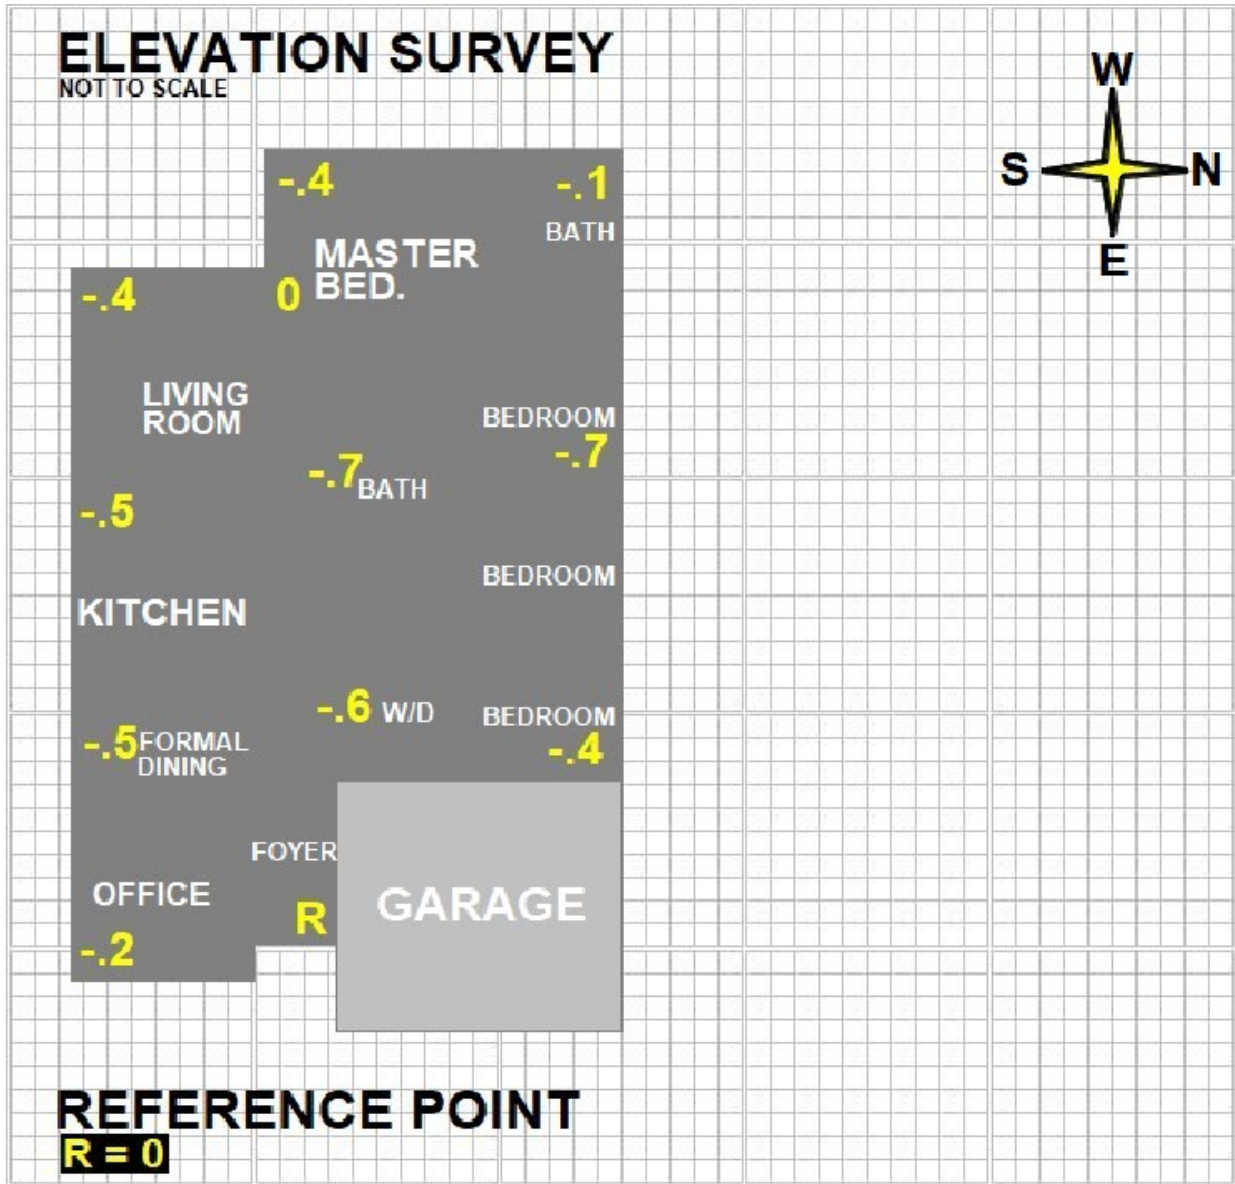 ELEVATION SURVEY
NOT TO SCALE
W
S N
E
-.4 -.1
BATH
MASTER
BED.
-.4 0
LIVING
ROOM
BEDROOM
-.7
-.7 BATH
-.5
BEDROOM
KITCHEN
-.6 W/D
BEDROOM
-.4
-.5 FORMAL
DINING
FOYER
OFFICE
GARAGE
R
-.2
REFERENCE POINT
R = 0